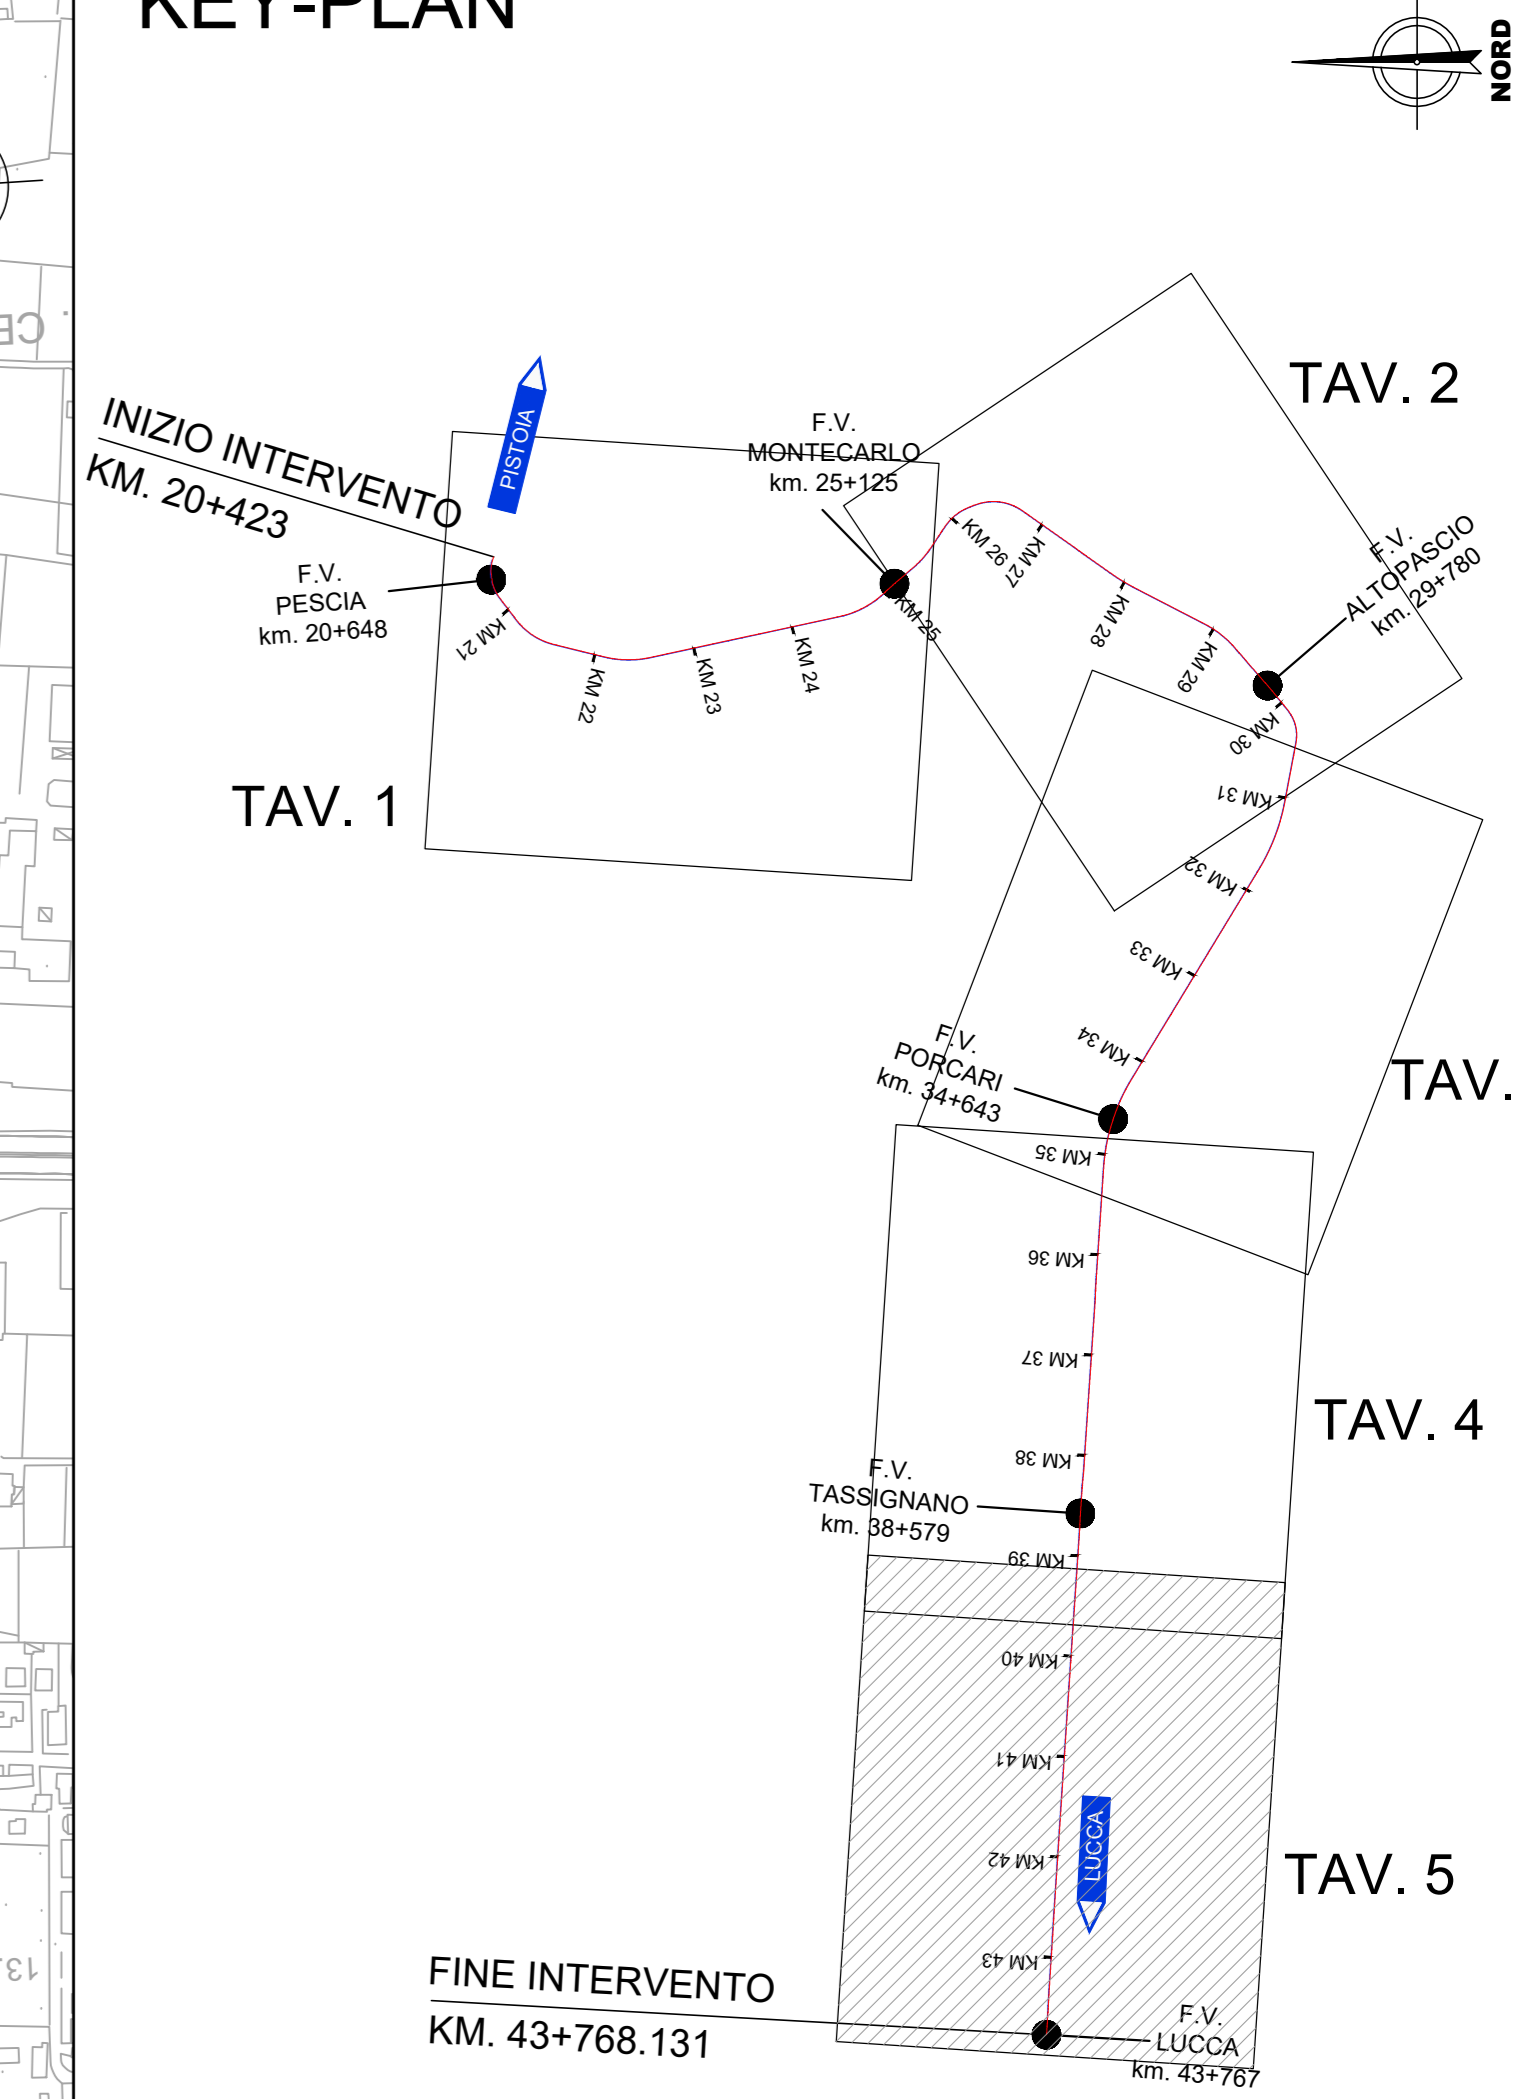 KEY-PLAN
NORD
TAV. 2
INIZIO INTERVENTO
KM. 20+423
PISTOIA
F.V.
MONTECARLO
km. 25+125
F.V.
PESCIA
km. 20+648
F.V.
ALTOPASCIO
km. 29+780
KM 21
KM 22
KM 23
KM 24
KM 25
KM 26
KM 27
KM 28
KM 29
KM 30
KM 31
KM 32
KM 33
KM 34
TAV. 1
F.V.
PORCARI
km. 34+643
TAV.
KM 35
KM 36
KM 37
KM 38
TAV. 4
F.V.
TASSIGNANO
km. 38+579
KM 39
KM 40
KM 41
KM 42
KM 43
LUCCA
TAV. 5
FINE INTERVENTO
KM. 43+768.131
F.V.
LUCCA
km. 43+767
CE
13.